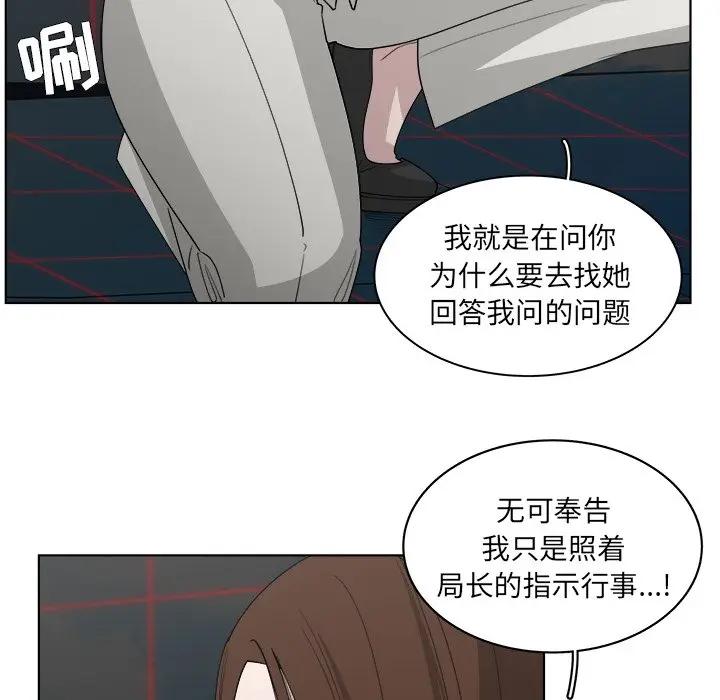 唰
我就是在问你
为什么要去找她
回答我问的问题
无可奉告
我只是照着
局长的指示行事...!